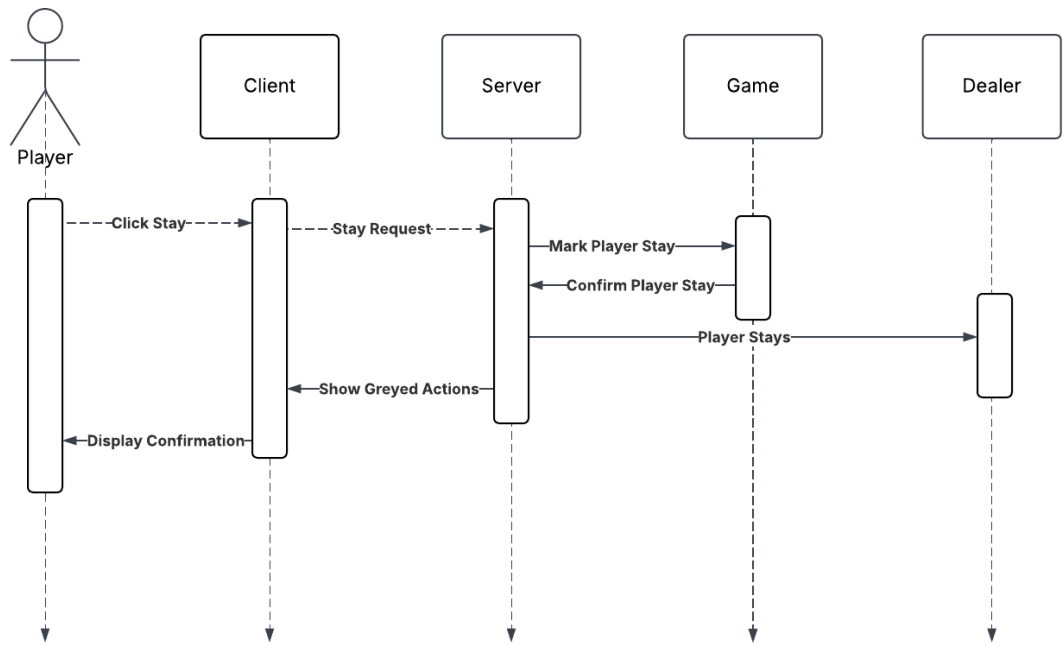 Player
Client
Server
Game
Dealer
Click Stay
Stay Request
Mark Player Stay
Confirm Player Stay
Player Stays
Show Greyed Actions
Display Confirmation